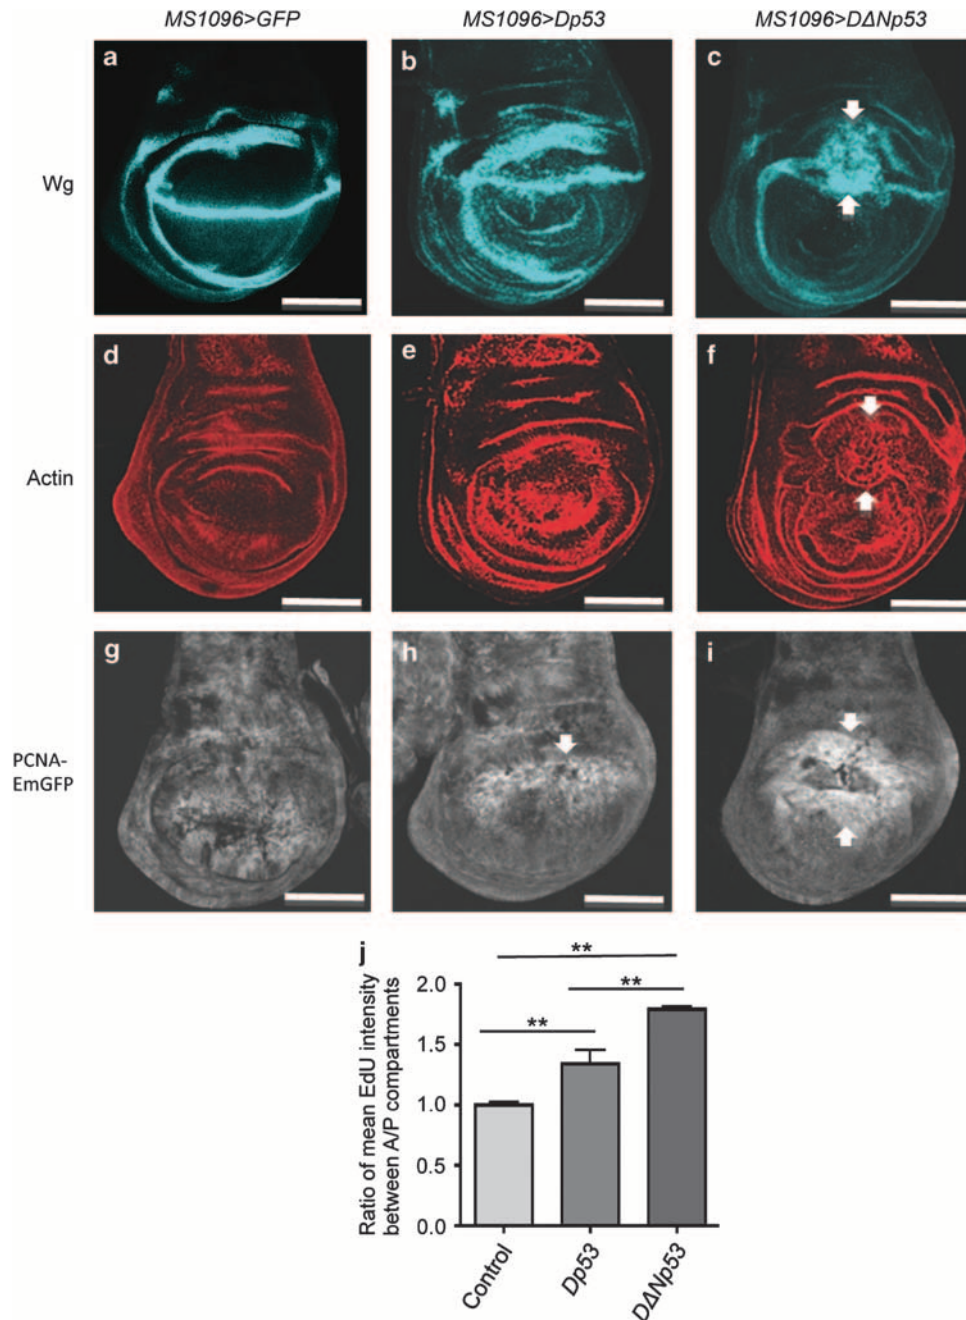 MS1096>GFP MS1096>Dp53 MS1096>DΔNp53
a b c
Wg
d e f
Actin
g h i
PCNA-
EmGFP
j
Ratio of mean EdU intensity
between A/P compartments
**
**
**
2.0
1.5
1.0
0.5
0.0
Control Dp53 DΔNp53